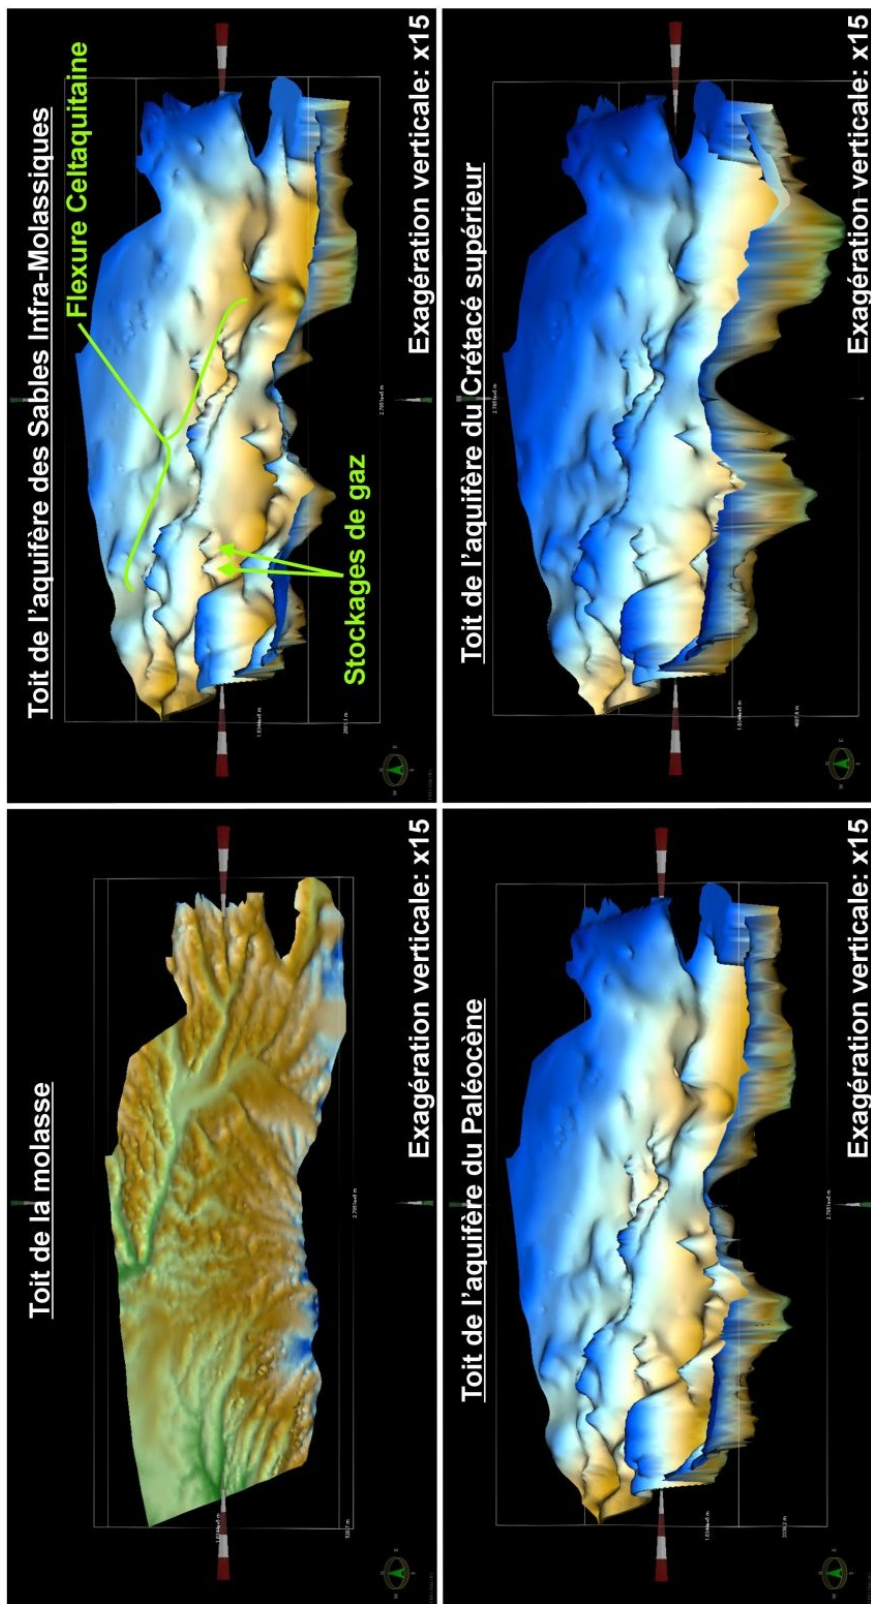 Toit de la molasse
Exagération verticale: x15
Toit de l'aquifère des Sables Infra-Molassiques
Flexure Celtaquitaine
Stockages de gaz
Exagération verticale: x15
Toit de l'aquifère du Paléocène
Exagération verticale: x15
Toit de l'aquifère du Crétacé supérieur
Exagération verticale: x15